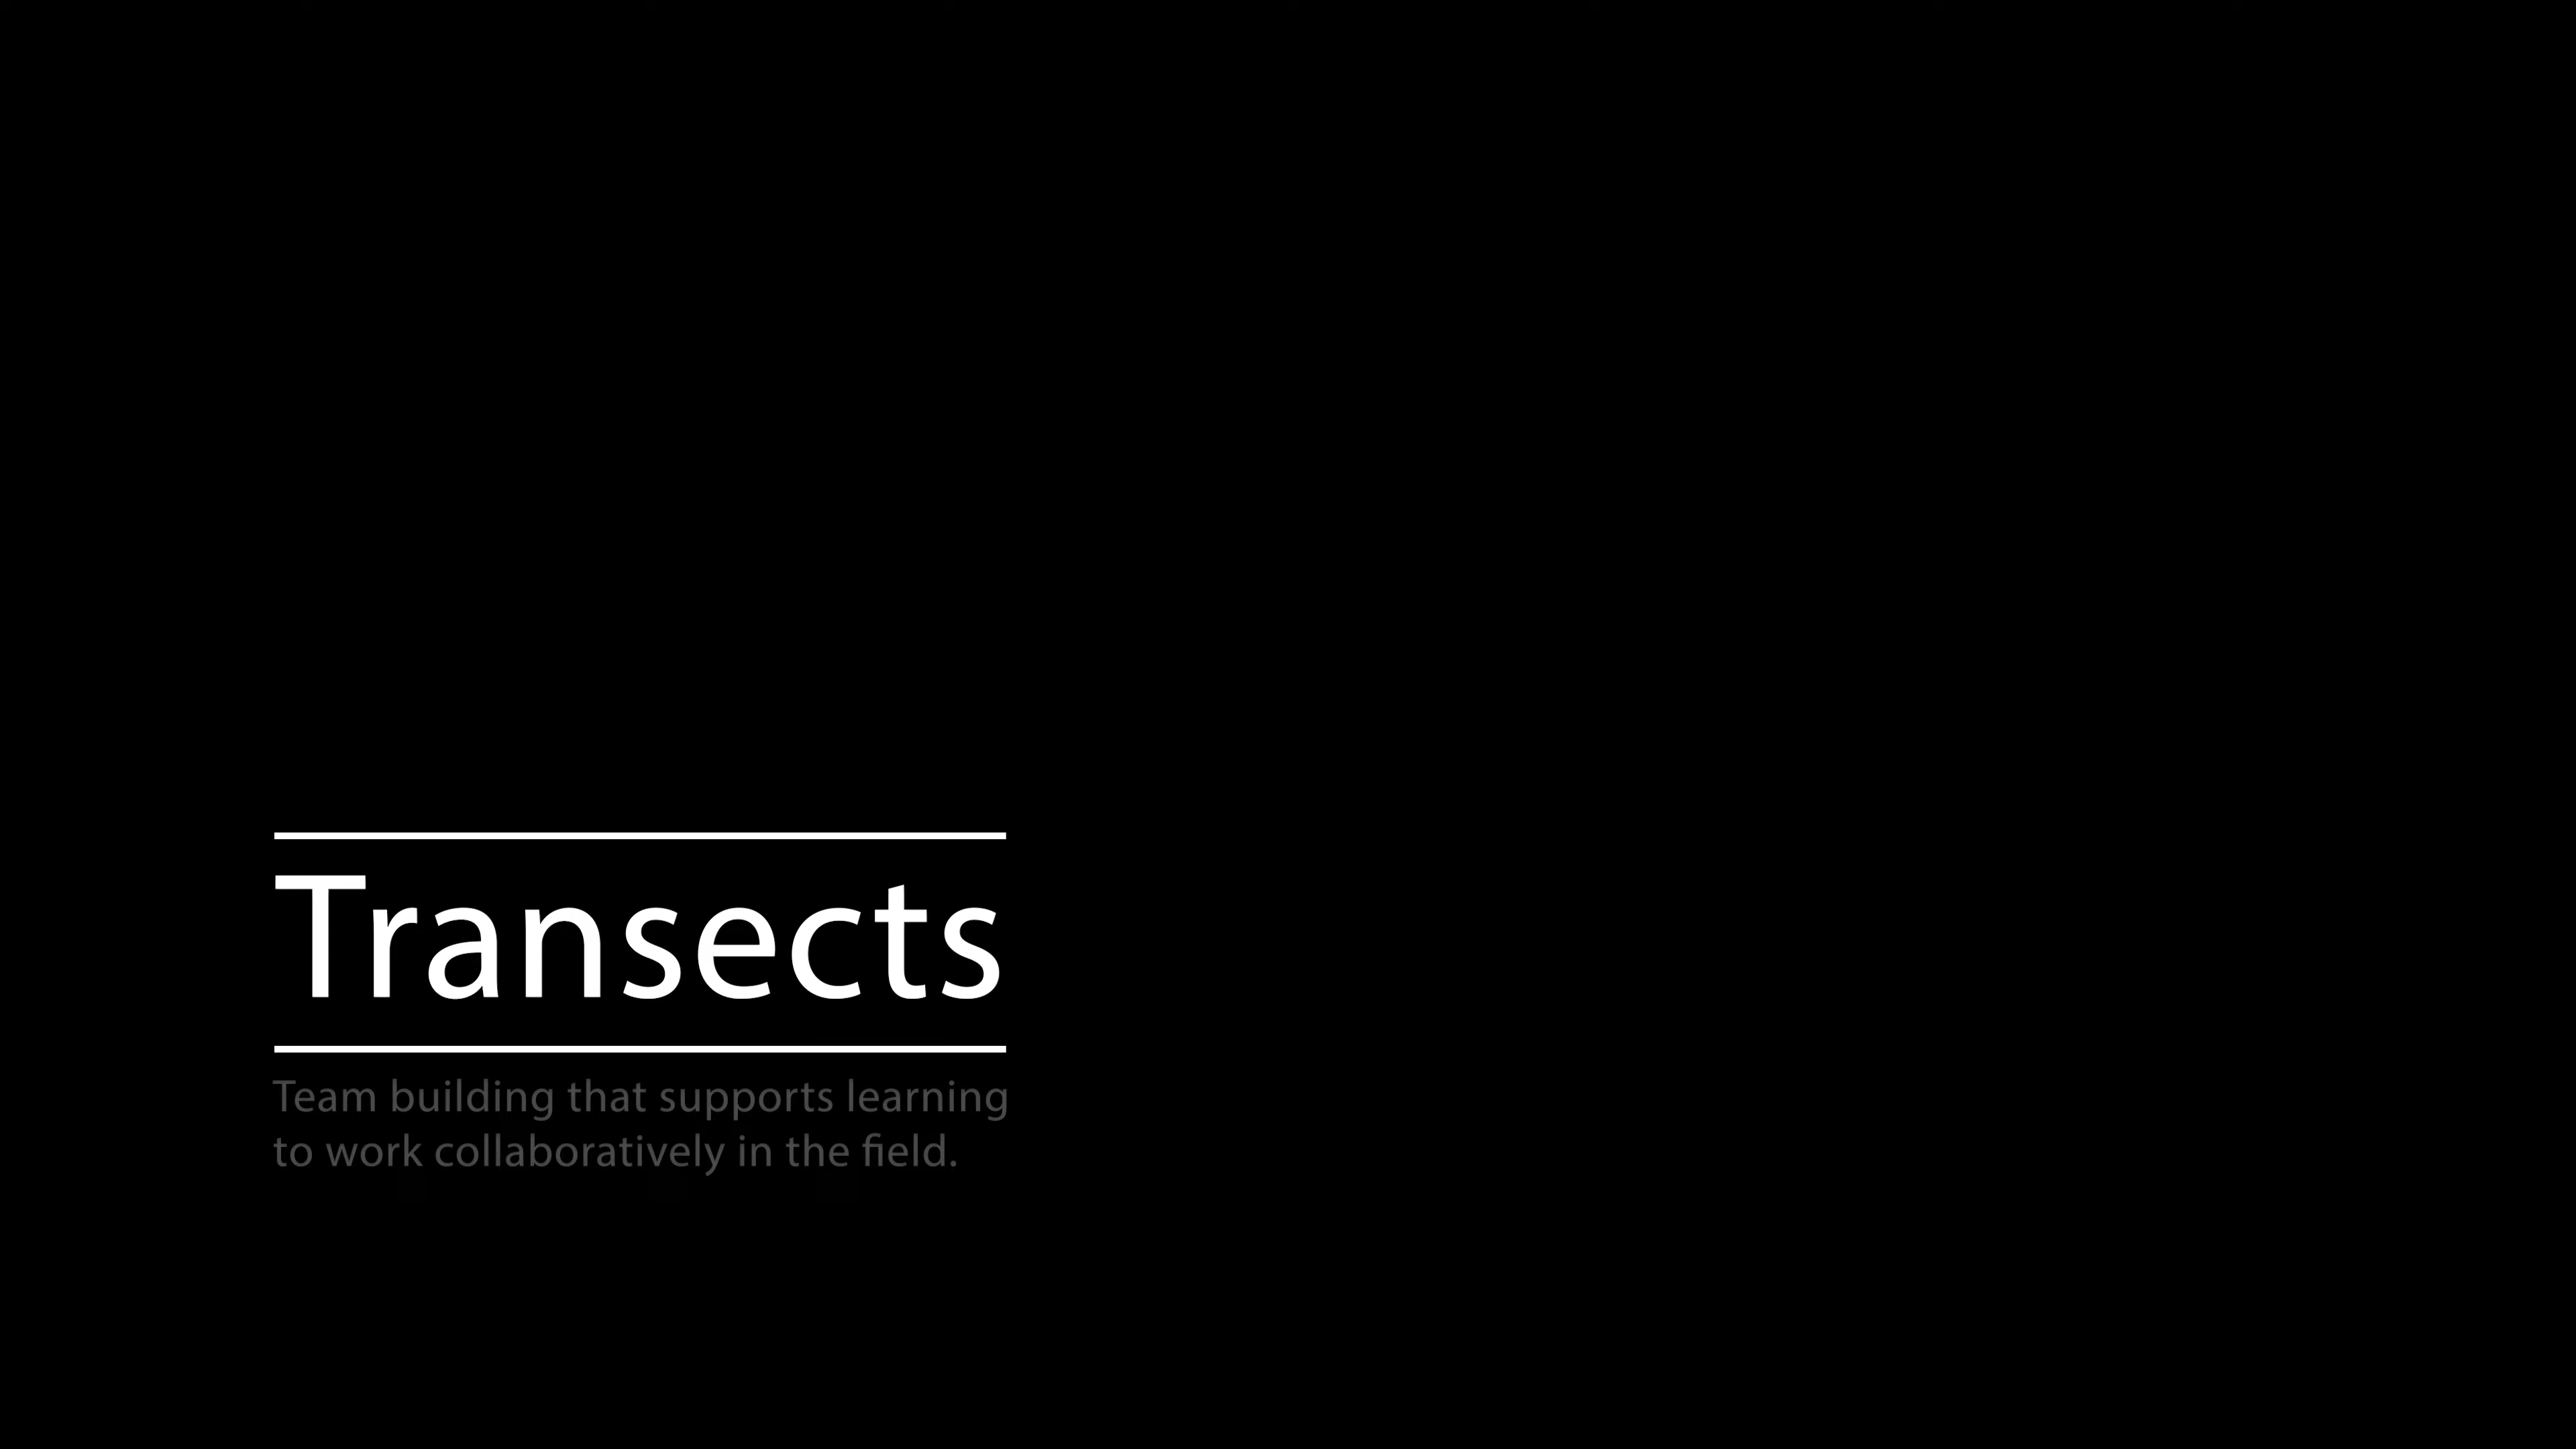 Transects
Team building that supports learning
to work collaboratively in the field.